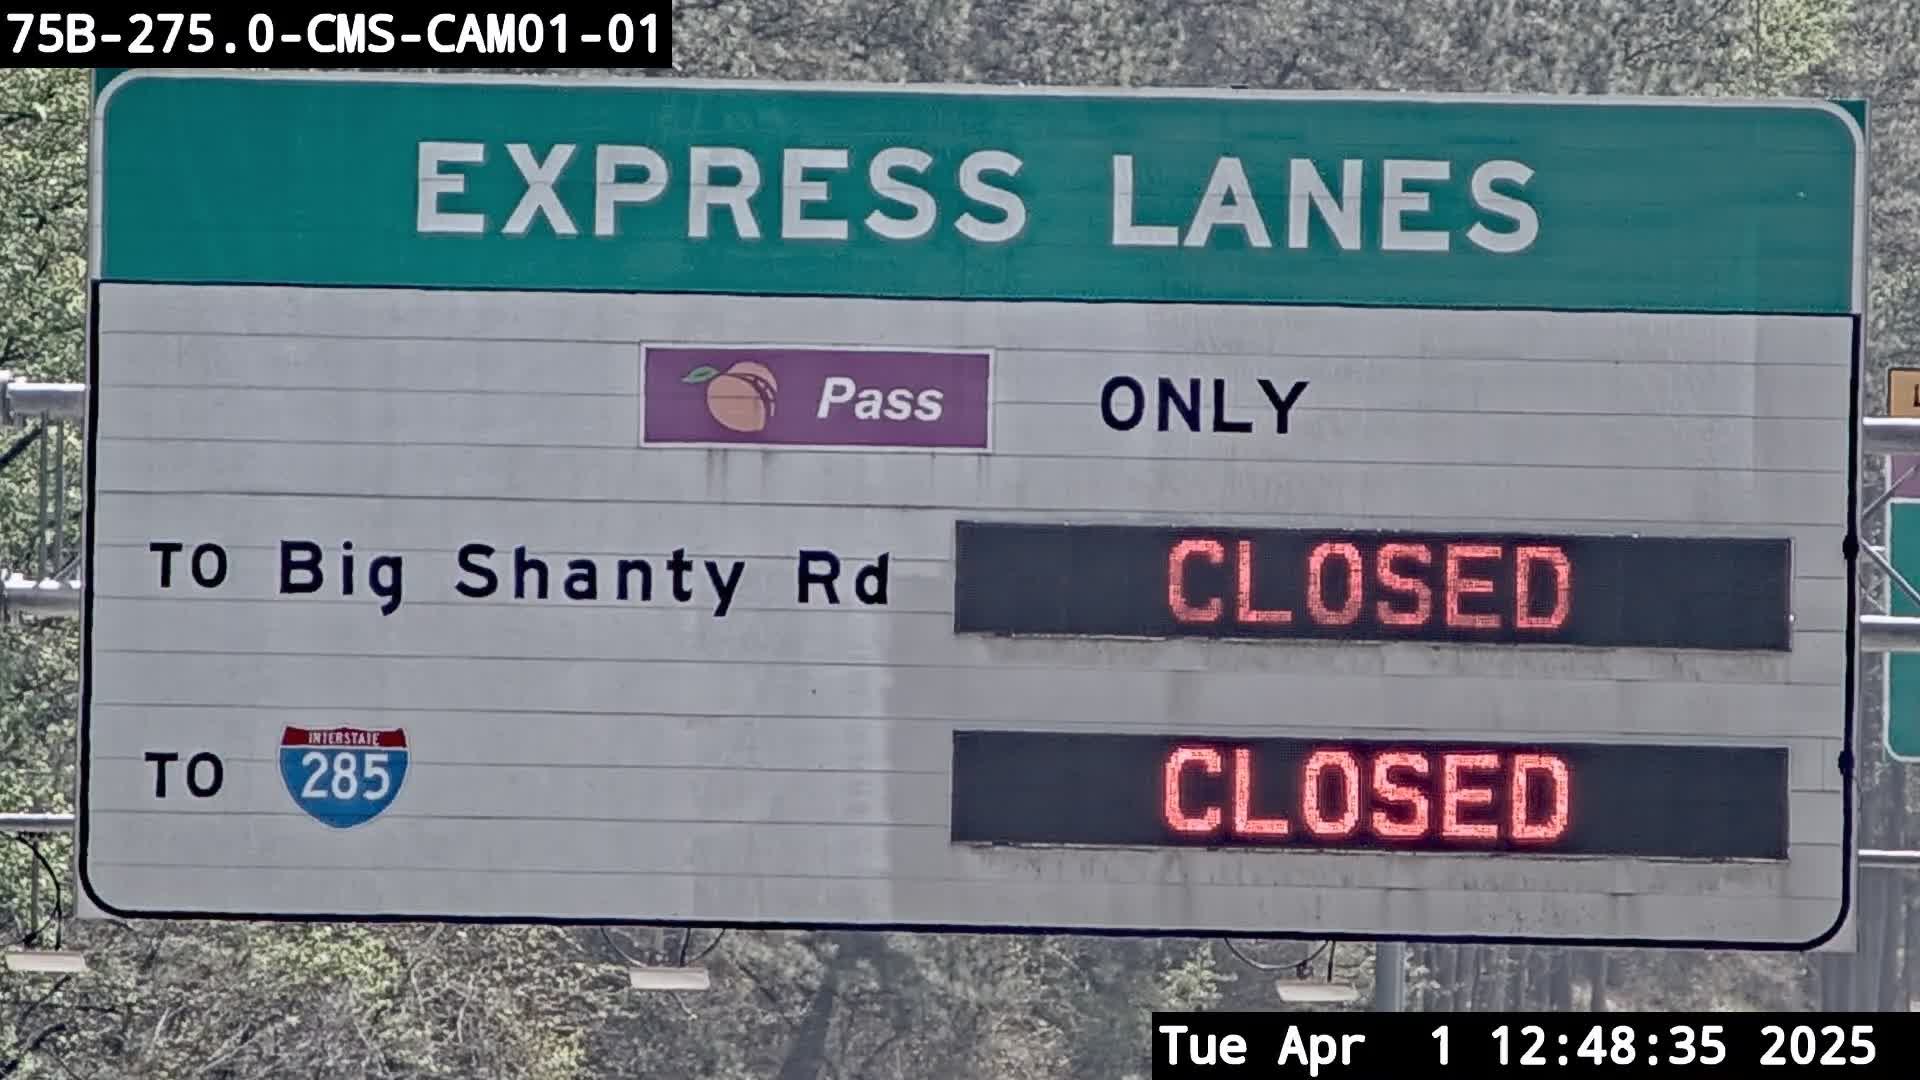 75B-275.0-CMS-CAM01-01
EXPRESS LANES
Pass ONLY
TO Big Shanty Rd CLOSED
TO INTERSTATE 285 CLOSED
Tue Apr 1 12:48:35 2025